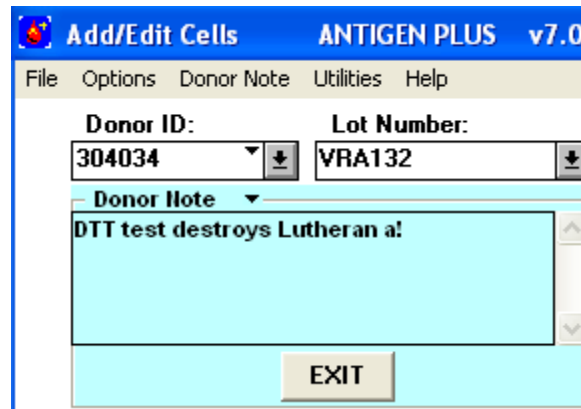 Add/Edit Cells ANTIGEN PLUS v7.0
File Options Donor Note Utilities Help
Donor ID: Lot Number:
304034 VRA132
Donor Note
DTT test destroys Lutheran a!
EXIT